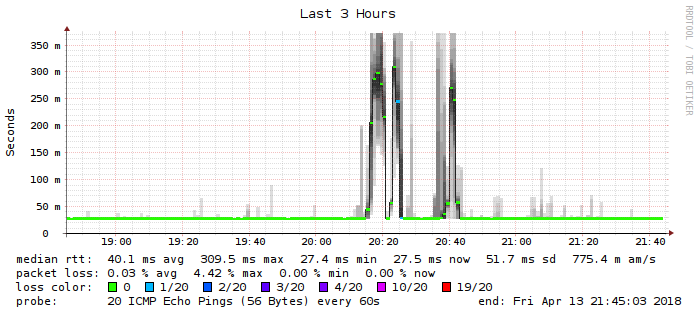 Last 3 Hours
RRDTOOL / TOBI OETIKER
Seconds
350 m
300 m
250 m
200 m
150 m
100 m
50 m
0
19:00 19:20 19:40 20:00 20:20 20:40 21:00 21:20 21:40
median rtt: 40.1 ms avg 309.5 ms max 27.4 ms min 27.5 ms now 51.7 ms sd 775.4 m am/s
packet loss: 0.03 % avg 4.42 % max 0.00 % min 0.00 % now
loss color: 0 1/20 2/20 3/20 4/20 10/20 19/20
probe: 20 ICMP Echo Pings (56 Bytes) every 60s end: Fri Apr 13 21:45:03 2018